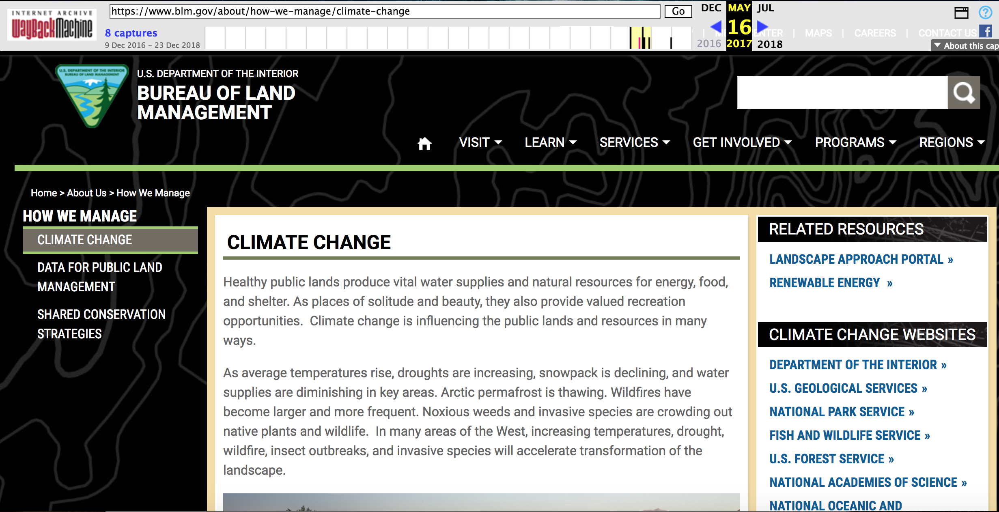 INTERNET ARCHIVE
WayBackMachine
https://www.blm.gov/about/how-we-manage/climate-change
Go
8 captures
9 Dec 2016 – 23 Dec 2018
DEC MAY JUL
16
2016 2017 2018
| | MAPS | CAREERS | CONTACT US
About this cap
U.S. DEPARTMENT OF THE INTERIOR
BUREAU OF LAND MANAGEMENT
U.S. DEPARTMENT OF THE INTERIOR
BUREAU OF LAND
MANAGEMENT
VISIT LEARN SERVICES GET INVOLVED PROGRAMS REGIONS
Home > About Us > How We Manage
HOW WE MANAGE
CLIMATE CHANGE
DATA FOR PUBLIC LAND
MANAGEMENT
SHARED CONSERVATION
STRATEGIES
CLIMATE CHANGE
Healthy public lands produce vital water supplies and natural resources for energy, food,
and shelter. As places of solitude and beauty, they also provide valued recreation
opportunities.  Climate change is influencing the public lands and resources in many
ways.
As average temperatures rise, droughts are increasing, snowpack is declining, and water
supplies are diminishing in key areas. Arctic permafrost is thawing. Wildfires have
become larger and more frequent. Noxious weeds and invasive species are crowding out
native plants and wildlife.  In many areas of the West, increasing temperatures, drought,
wildfire, insect outbreaks, and invasive species will accelerate transformation of the
landscape.
RELATED RESOURCES
LANDSCAPE APPROACH PORTAL »
RENEWABLE ENERGY »
CLIMATE CHANGE WEBSITES
DEPARTMENT OF THE INTERIOR »
U.S. GEOLOGICAL SERVICES »
NATIONAL PARK SERVICE »
FISH AND WILDLIFE SERVICE »
U.S. FOREST SERVICE »
NATIONAL ACADEMIES OF SCIENCE »
NATIONAL OCEANIC AND